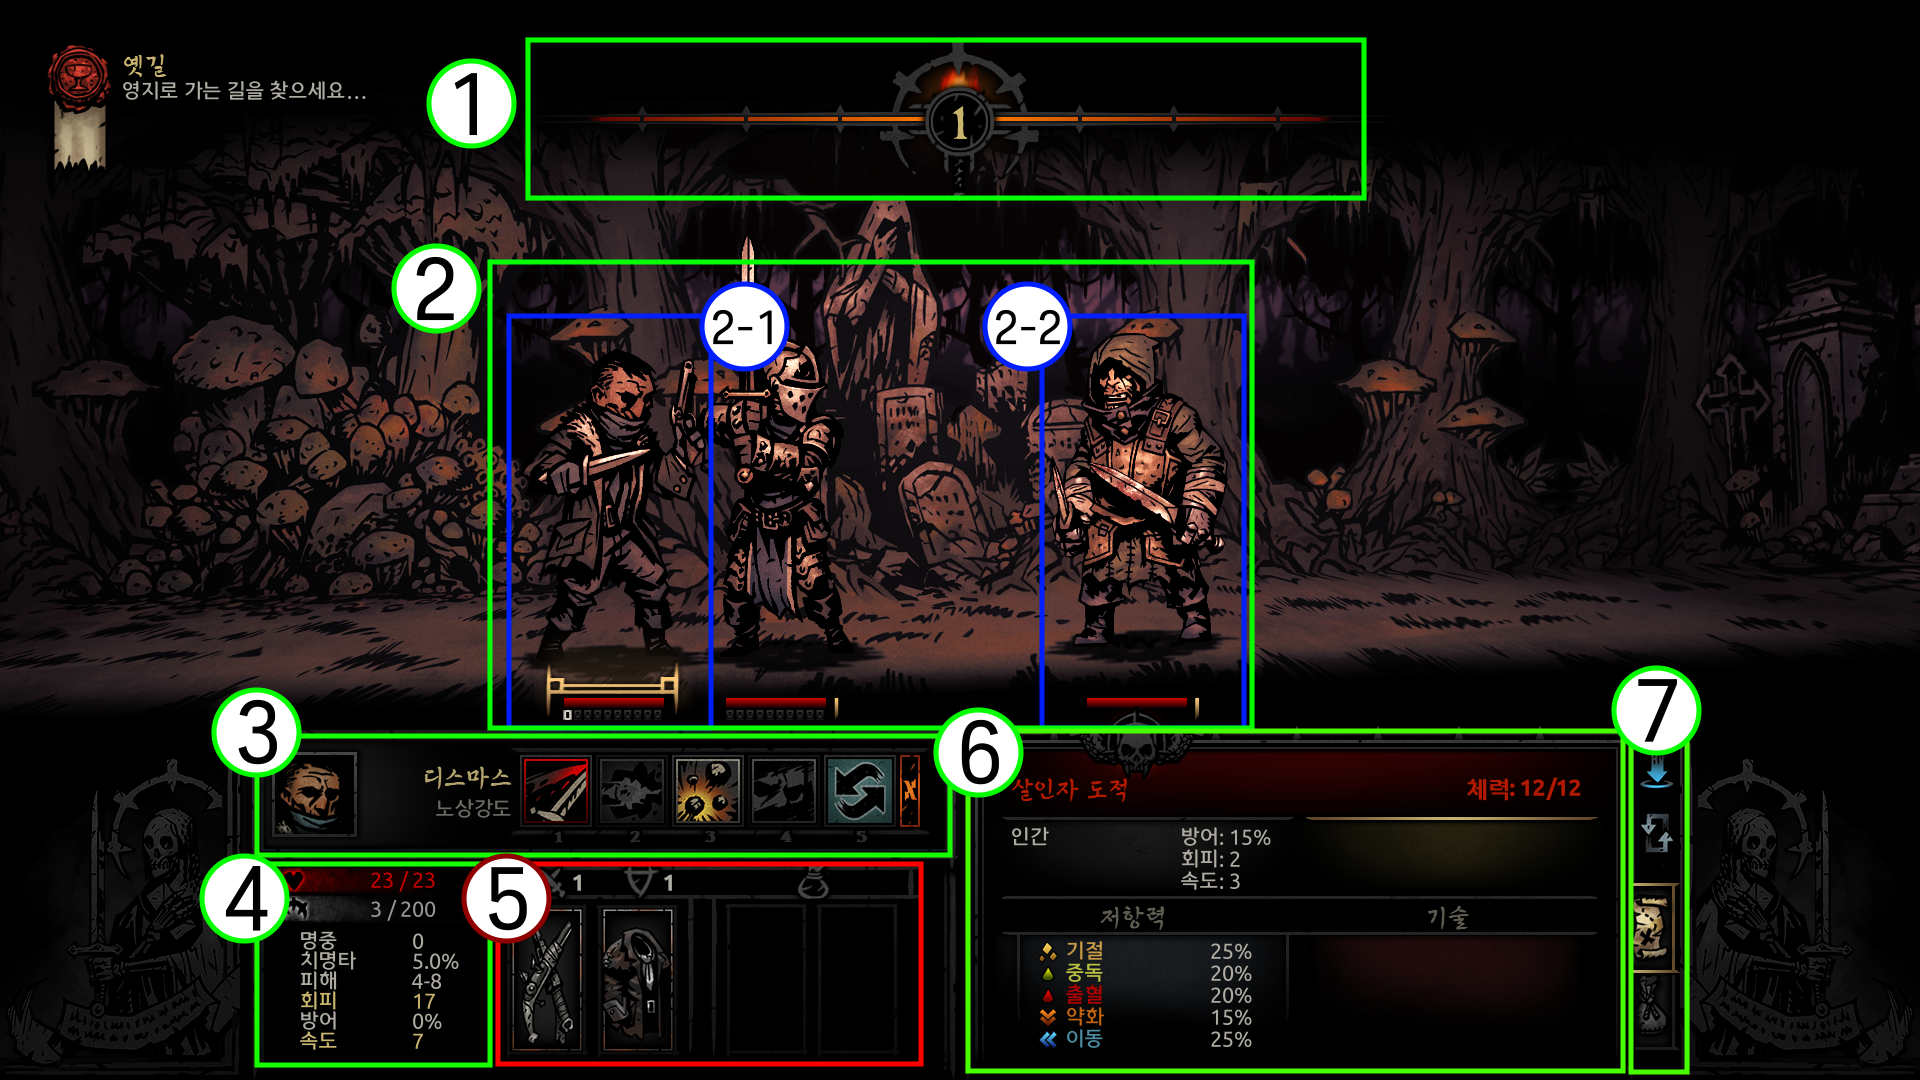 옛길
영지로 가는 길을 찾으세요...
1
1
2
2-1
2-2
3
디스마스
노상강도
1
2
3
4
5
4
23 / 23
3 / 200
명중 0
치명타 5.0%
피해 4-8
회피 17
방어 0%
속도 7
5
1
1
6
살인자 도적
체력: 12/12
인간
방어: 15%
회피: 2
속도: 3
저항력
기술
기절 25%
중독 20%
출혈 20%
약화 15%
이동 25%
7